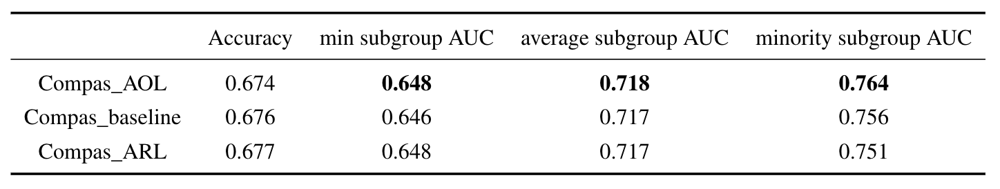 Accuracy min subgroup AUC average subgroup AUC minority subgroup AUC
Compas_AOL 0.674 0.648 0.718 0.764
Compas_baseline 0.676 0.646 0.717 0.756
Compas_ARL 0.677 0.648 0.717 0.751